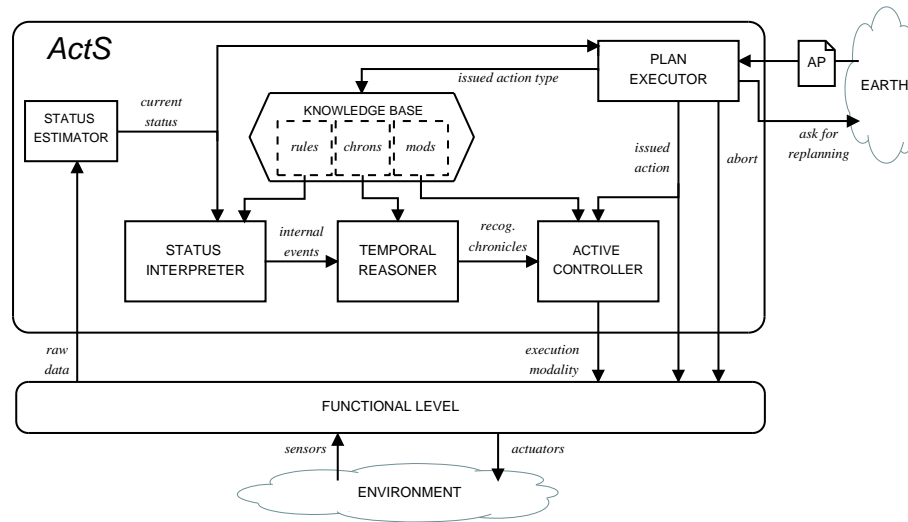 ActS
PLAN
EXECUTOR
AP
EARTH
issued action type
KNOWLEDGE BASE
rules
chrons
mods
STATUS
ESTIMATOR
current
status
issued
action
abort
ask for
replanning
STATUS
INTERPRETER
internal
events
TEMPORAL
REASONER
recog.
chronicles
ACTIVE
CONTROLLER
raw
data
execution
modality
FUNCTIONAL LEVEL
sensors
actuators
ENVIRONMENT